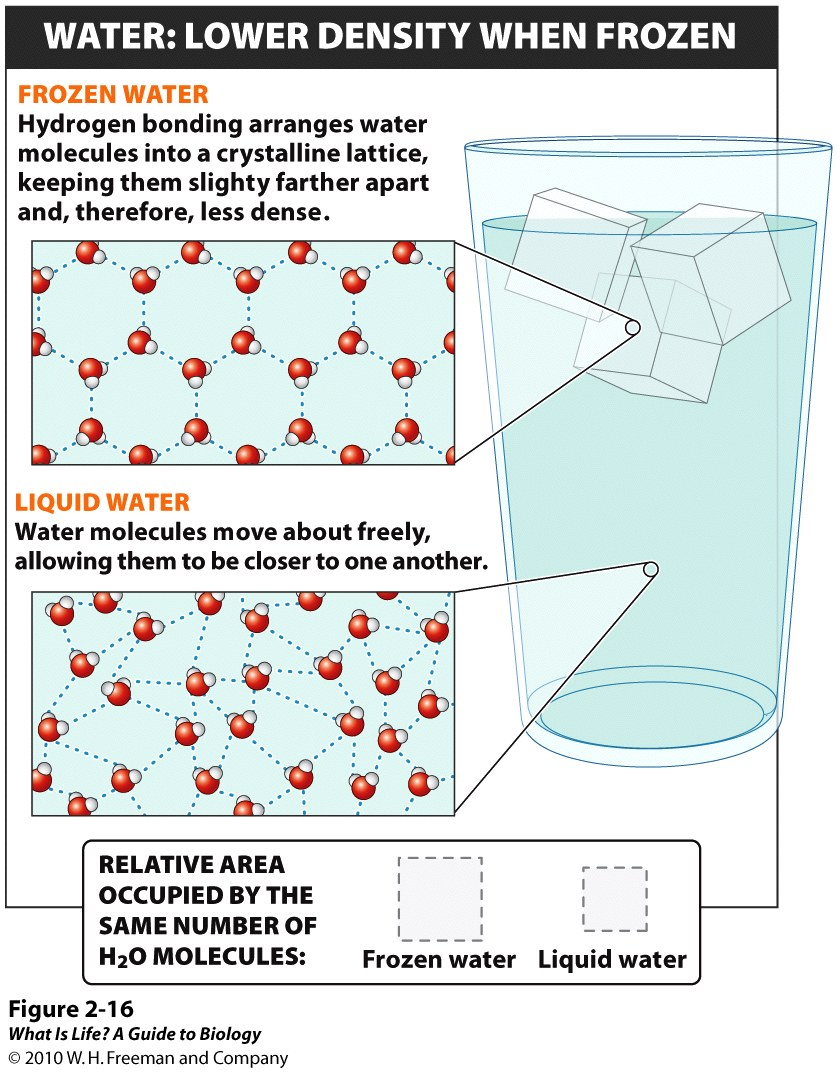 WATER: LOWER DENSITY WHEN FROZEN
FROZEN WATER
Hydrogen bonding arranges water
molecules into a crystalline lattice,
keeping them slighty farther apart
and, therefore, less dense.
LIQUID WATER
Water molecules move about freely,
allowing them to be closer to one another.
RELATIVE AREA
OCCUPIED BY THE
SAME NUMBER OF
H₂O MOLECULES:
Frozen water
Liquid water
Figure 2-16
What Is Life? A Guide to Biology
© 2010 W. H. Freeman and Company